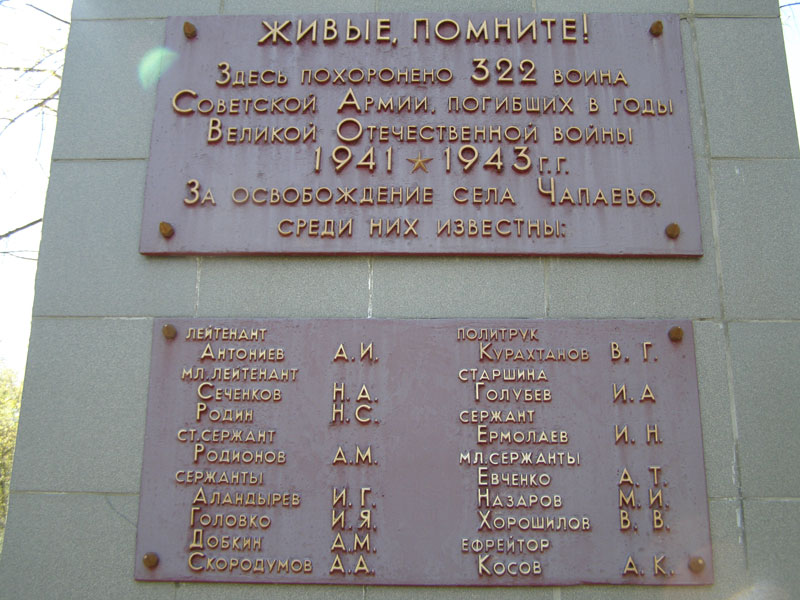 ЖИВЫЕ, ПОМНИТЕ!
ЗДЕСЬ ПОХОРОНЕНО 322 ВОИНА
СОВЕТСКОЙ АРМИИ, ПОГИБШИХ В ГОДЫ
ВЕЛИКОЙ ОТЕЧЕСТВЕННОЙ ВОЙНЫ
1941 ★ 1943 г.г.
ЗА ОСВОБОЖДЕНИЕ СЕЛА ЧАПАЕВО.
СРЕДИ НИХ ИЗВЕСТНЫ:
ЛЕЙТЕНАНТ
АНТОНИЕВ А.И.
МЛ.ЛЕЙТЕНАНТ
СЕЧЕНКОВ Н.А.
РОДИН Н.С.
СТ.СЕРЖАНТ
РОДИОНОВ А.М.
СЕРЖАНТЫ
АЛАНДЫРЕВ И.Г.
ГОЛОВКО И.Я.
ДОБКИН А.М.
СКОРОДУМОВ А.А.
ПОЛИТРУК
КУРАХТАНОВ В.Г.
СТАРШИНА
ГОЛУБЕВ И.А
СЕРЖАНТ
ЕРМОЛАЕВ И.Н.
МЛ.СЕРЖАНТЫ
ЕВЧЕНКО А.Т.
НАЗАРОВ М.И.
ХОРОШИЛОВ В.В.
ЕФРЕЙТОР
КОСОВ А.К.